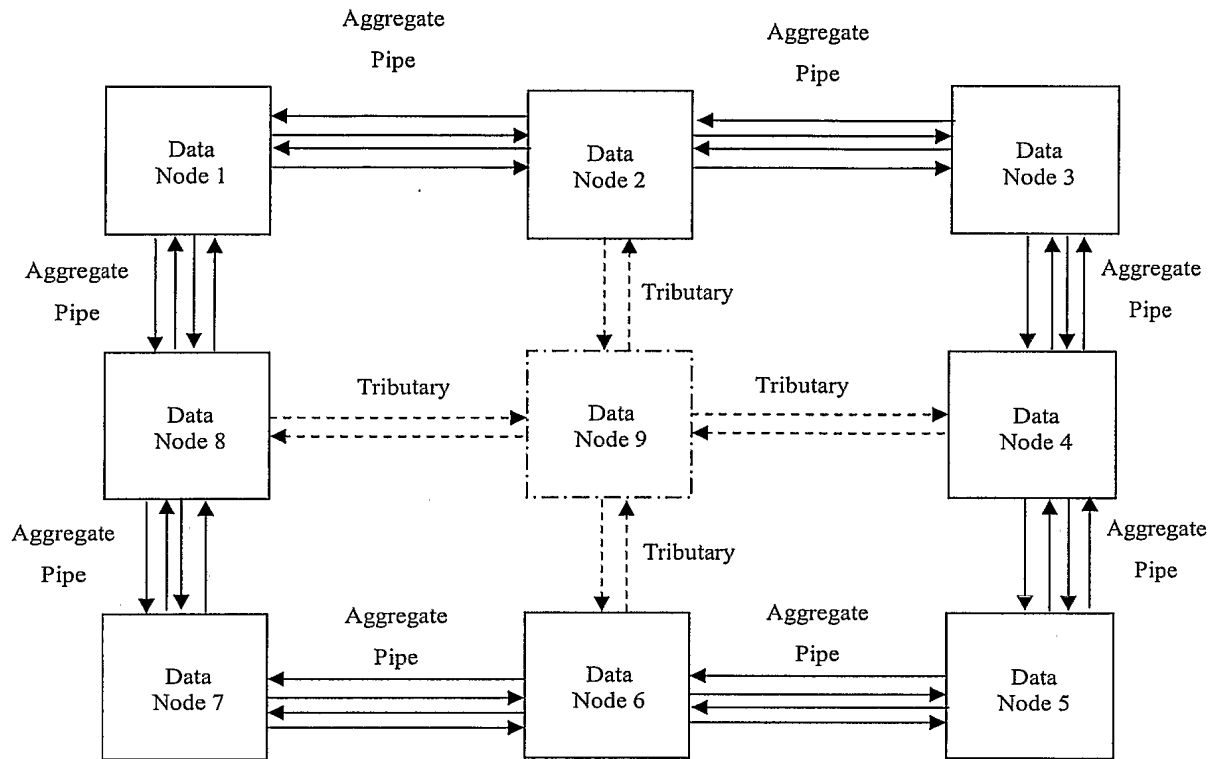 Aggregate
Pipe
Aggregate
Pipe
Data
Node 1
Data
Node 2
Data
Node 3
Aggregate
Pipe
Tributary
Aggregate
Pipe
Data
Node 8
Tributary
Data
Node 9
Tributary
Data
Node 4
Aggregate
Pipe
Tributary
Aggregate
Pipe
Data
Node 7
Aggregate
Pipe
Data
Node 6
Aggregate
Pipe
Data
Node 5